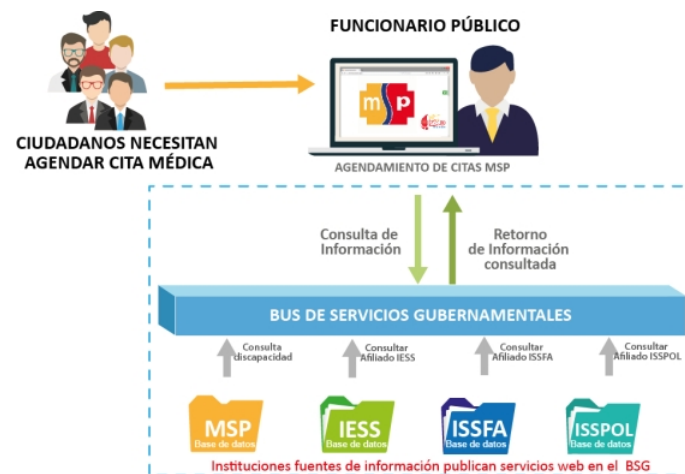 FUNCIONARIO PÚBLICO
msp
CIUDADANOS NECESITAN
AGENDAR CITA MÉDICA
AGENDAMIENTO DE CITAS MSP
Consulta de
Información
Retorno
de Información
consultada
BUS DE SERVICIOS GUBERNAMENTALES
Consulta
discapacidad
Consultar
Afiliado IESS
Consultar
Afiliado ISSFA
Consultar
Afiliado ISSPOL
MSP
Base de datos
IESS
Base de datos
ISSFA
Base de datos
ISSPOL
Base de datos
Instituciones fuentes de información publican servicios web en el BSG